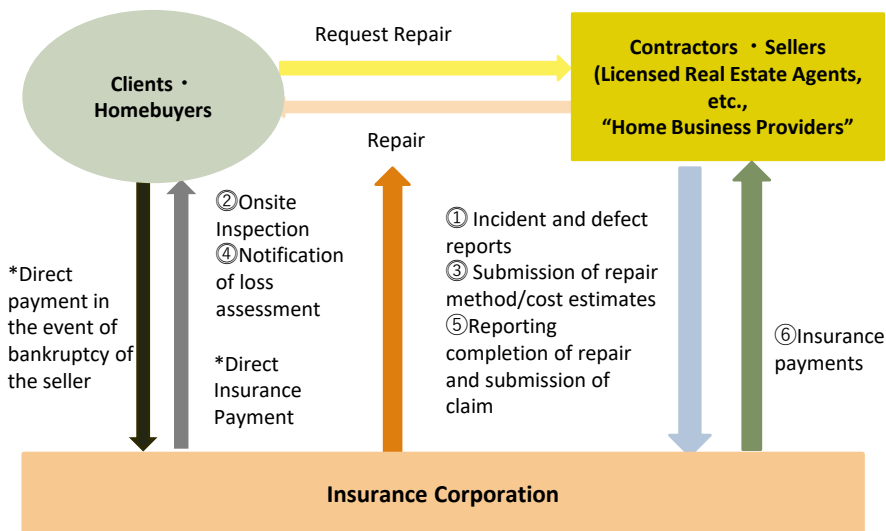 Request Repair
Clients・
Homebuyers
Contractors ・Sellers
(Licensed Real Estate Agents,
etc.,
“Home Business Providers”
Repair
*Direct
payment in
the event of
bankruptcy of
the seller
②Onsite
Inspection
④Notification
of loss
assessment
*Direct
Insurance
Payment
① Incident and defect
reports
③ Submission of repair
method/cost estimates
⑤Reporting
completion of repair
and submission of
claim
⑥Insurance
payments
Insurance Corporation